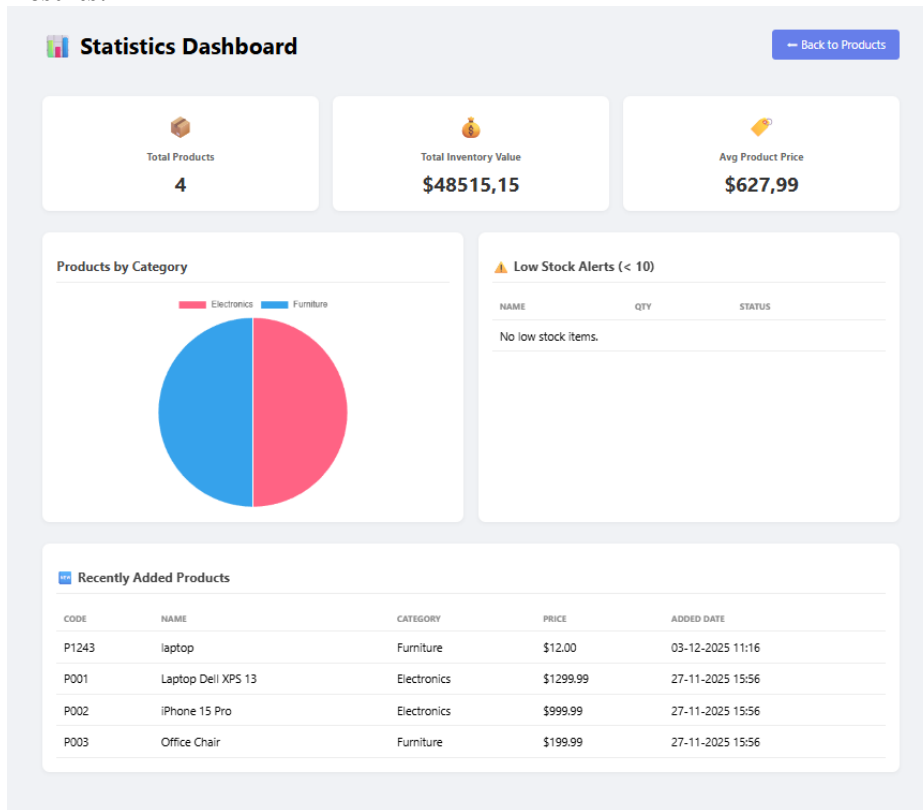 Statistics Dashboard
← Back to Products
Total Products
4
Total Inventory Value
$48515,15
Avg Product Price
$627,99
Products by Category
Electronics Furniture
Low Stock Alerts (< 10)
NAME QTY STATUS
No low stock items.
NEW Recently Added Products
CODE NAME CATEGORY PRICE ADDED DATE
P1243 laptop Furniture $12.00 03-12-2025 11:16
P001 Laptop Dell XPS 13 Electronics $1299.99 27-11-2025 15:56
P002 iPhone 15 Pro Electronics $999.99 27-11-2025 15:56
P003 Office Chair Furniture $199.99 27-11-2025 15:56